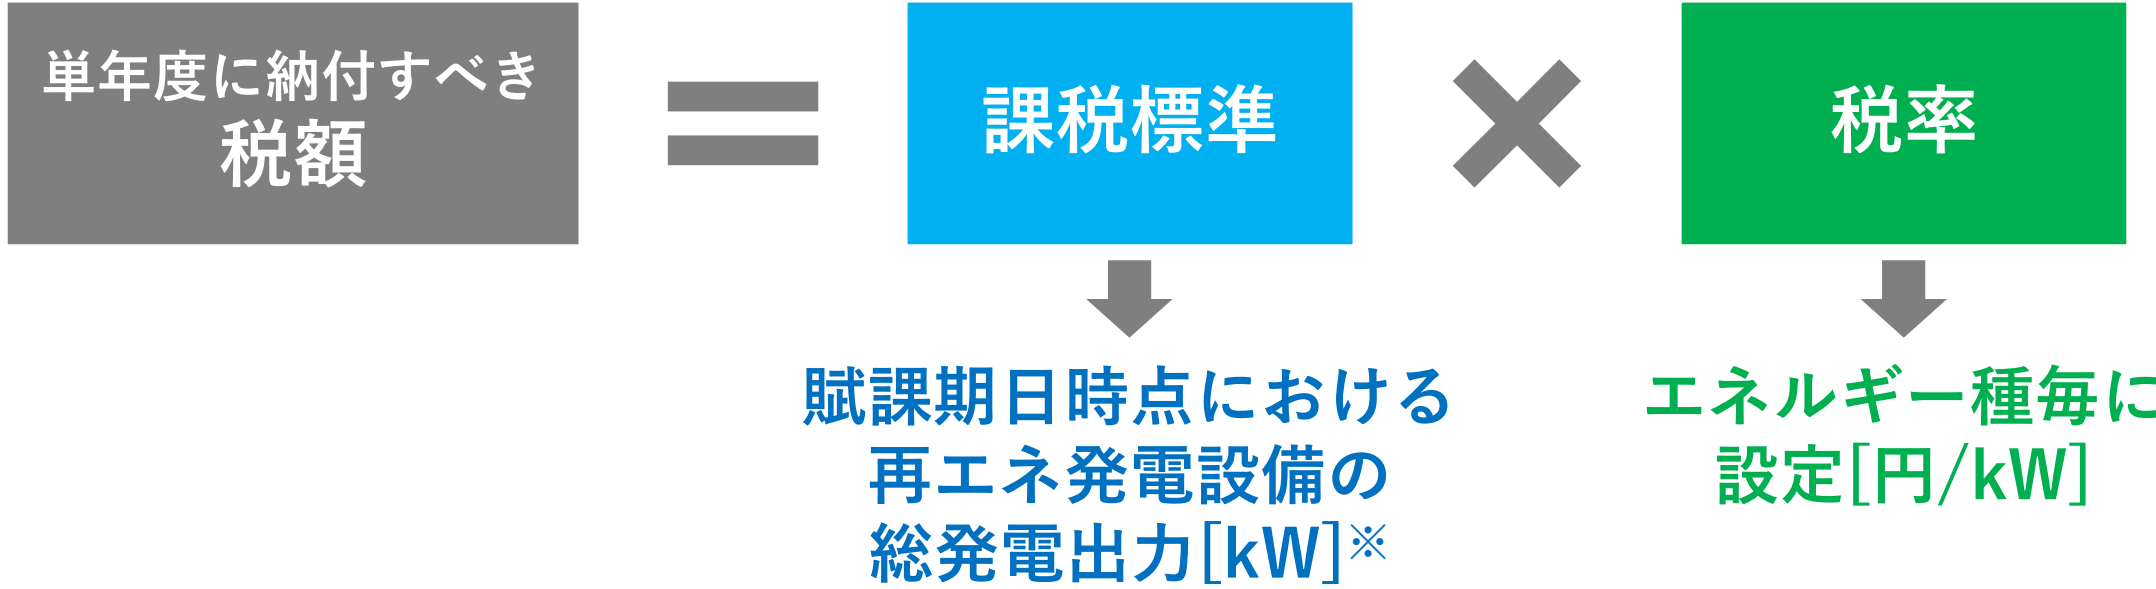 単年度に納付すべき
税額
＝
課税標準
×
税率
賦課期日時点における
再エネ発電設備の
総発電出力[kW]※
エネルギー種毎に
設定[円/kW]